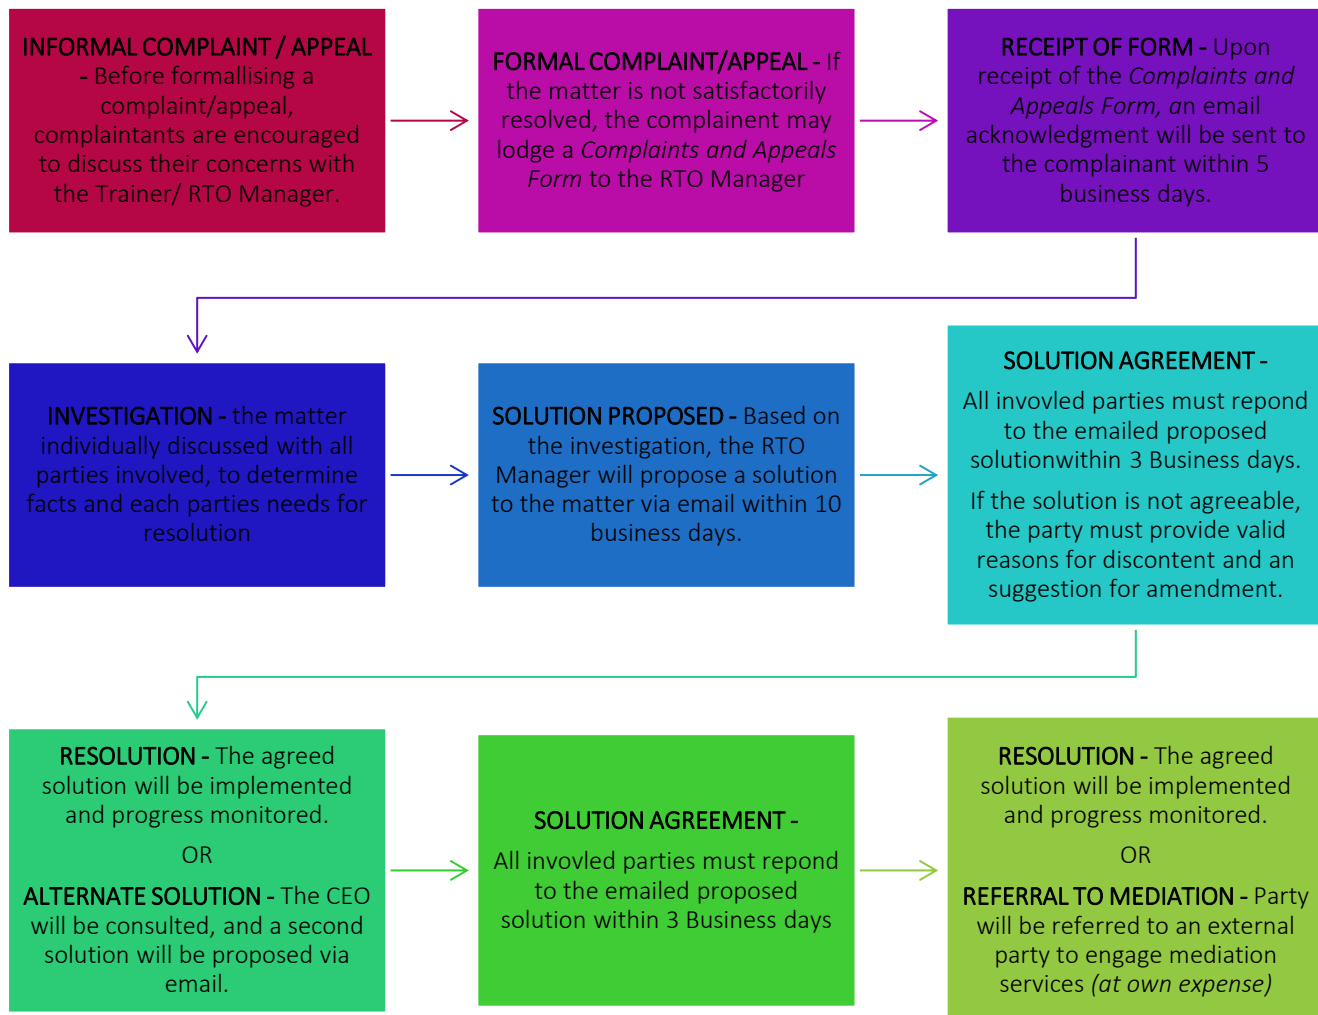 INFORMAL COMPLAINT / APPEAL
- Before formallising a
complaint/appeal,
complaintants are encouraged
to discuss their concerns with
the Trainer/ RTO Manager.
FORMAL COMPLAINT/APPEAL - If
the matter is not satisfactorily
resolved, the complainent may
lodge a Complaints and Appeals
Form to the RTO Manager
RECEIPT OF FORM - Upon
receipt of the Complaints and
Appeals Form, an email
acknowledgment will be sent to
the complainant within 5
business days.
INVESTIGATION - the matter
individually discussed with all
parties involved, to determine
facts and each parties needs for
resolution
SOLUTION PROPOSED - Based on
the investigation, the RTO
Manager will propose a solution
to the matter via email within 10
business days.
SOLUTION AGREEMENT -
All invovled parties must repond
to the emailed proposed
solutionwithin 3 Business days.
If the solution is not agreeable,
the party must provide valid
reasons for discontent and an
suggestion for amendment.
RESOLUTION - The agreed
solution will be implemented
and progress monitored.
OR
ALTERNATE SOLUTION - The CEO
will be consulted, and a second
solution will be proposed via
email.
SOLUTION AGREEMENT -
All invovled parties must repond
to the emailed proposed
solution within 3 Business days
RESOLUTION - The agreed
solution will be implemented
and progress monitored.
OR
REFERRAL TO MEDIATION - Party
will be referred to an external
party to engage mediation
services (at own expense)